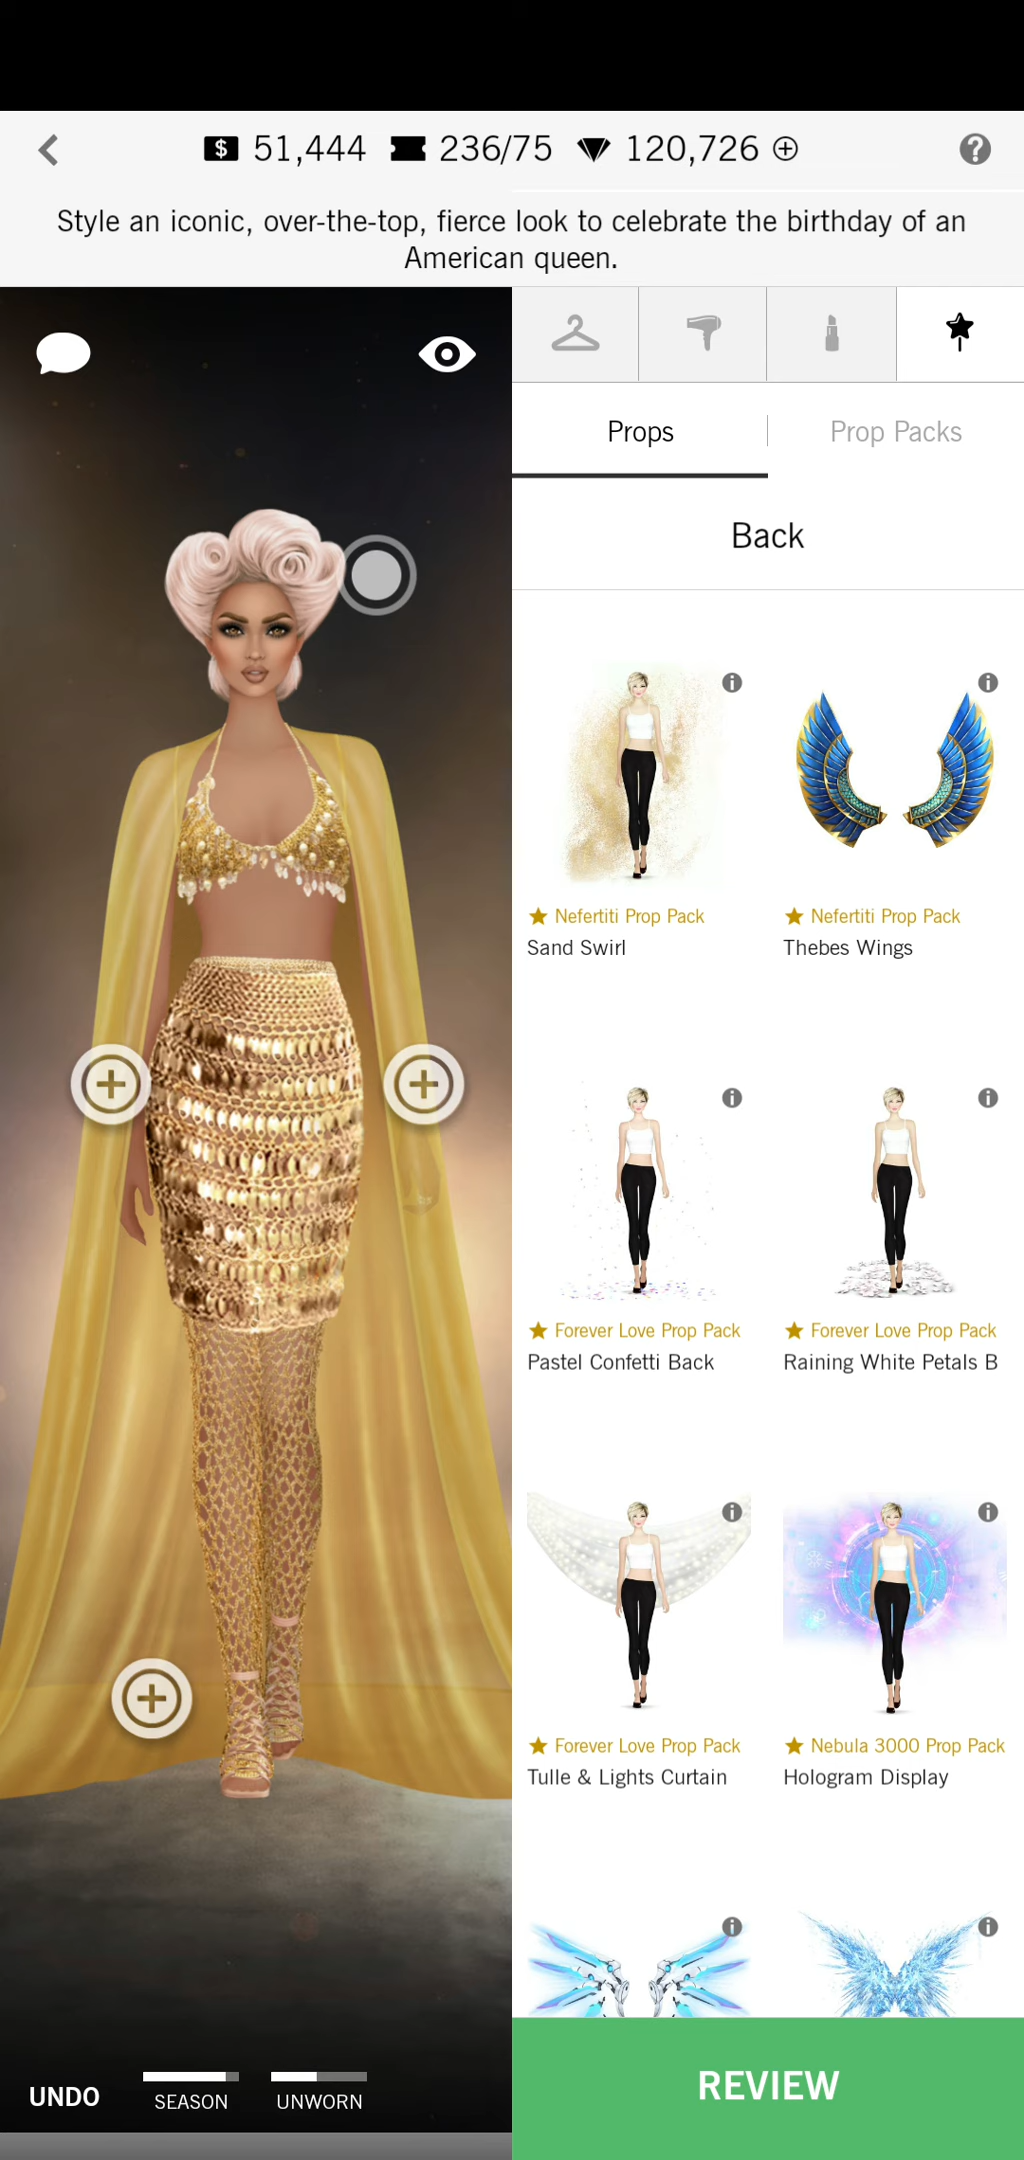 51,444 236/75 120,726
Style an iconic, over-the-top, fierce look to celebrate the birthday of an
American queen.
Props
Prop Packs
Back
Nefertiti Prop Pack
Sand Swirl
Nefertiti Prop Pack
Thebes Wings
Forever Love Prop Pack
Pastel Confetti Back
Forever Love Prop Pack
Raining White Petals B
Forever Love Prop Pack
Tulle & Lights Curtain
Nebula 3000 Prop Pack
Hologram Display
UNDO
SEASON
UNWORN
REVIEW